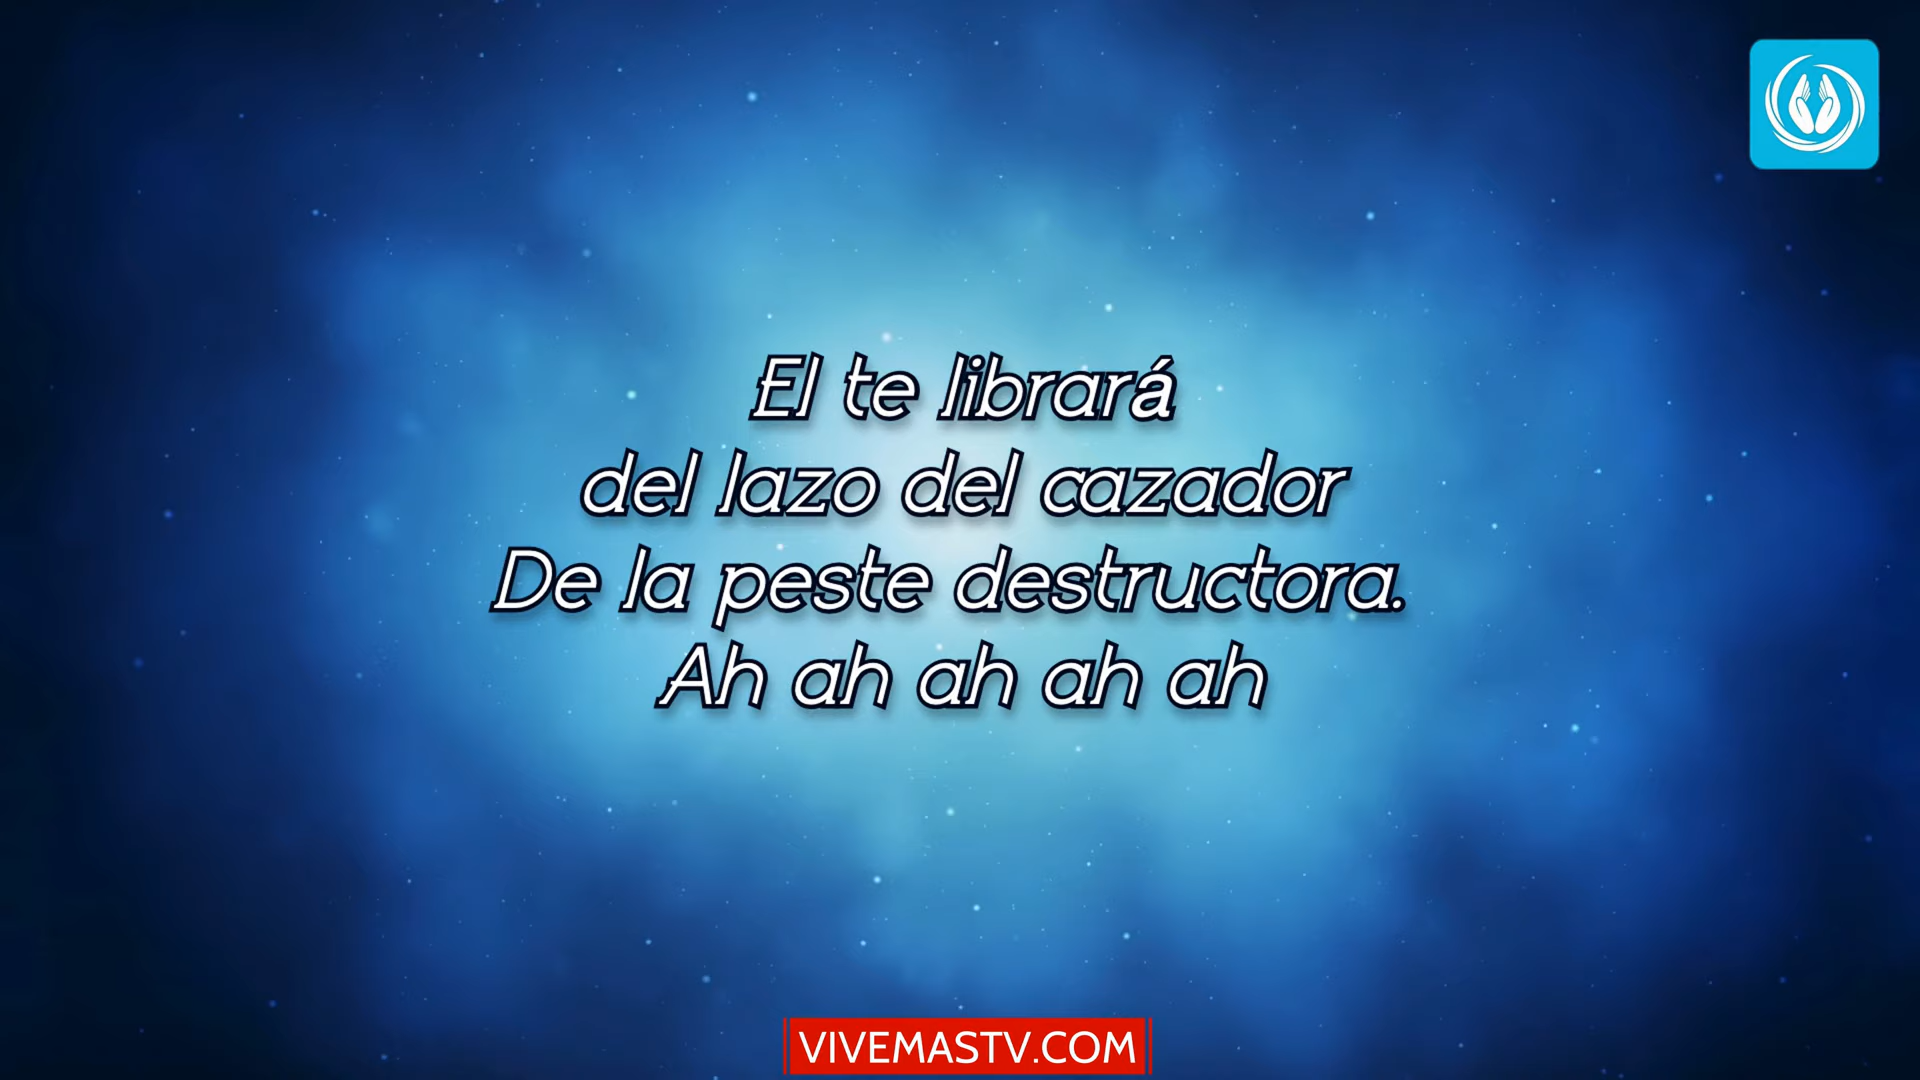 El te librará
del lazo del cazador
De la peste destructora.
Ah ah ah ah ah
VIVEMASTV.COM